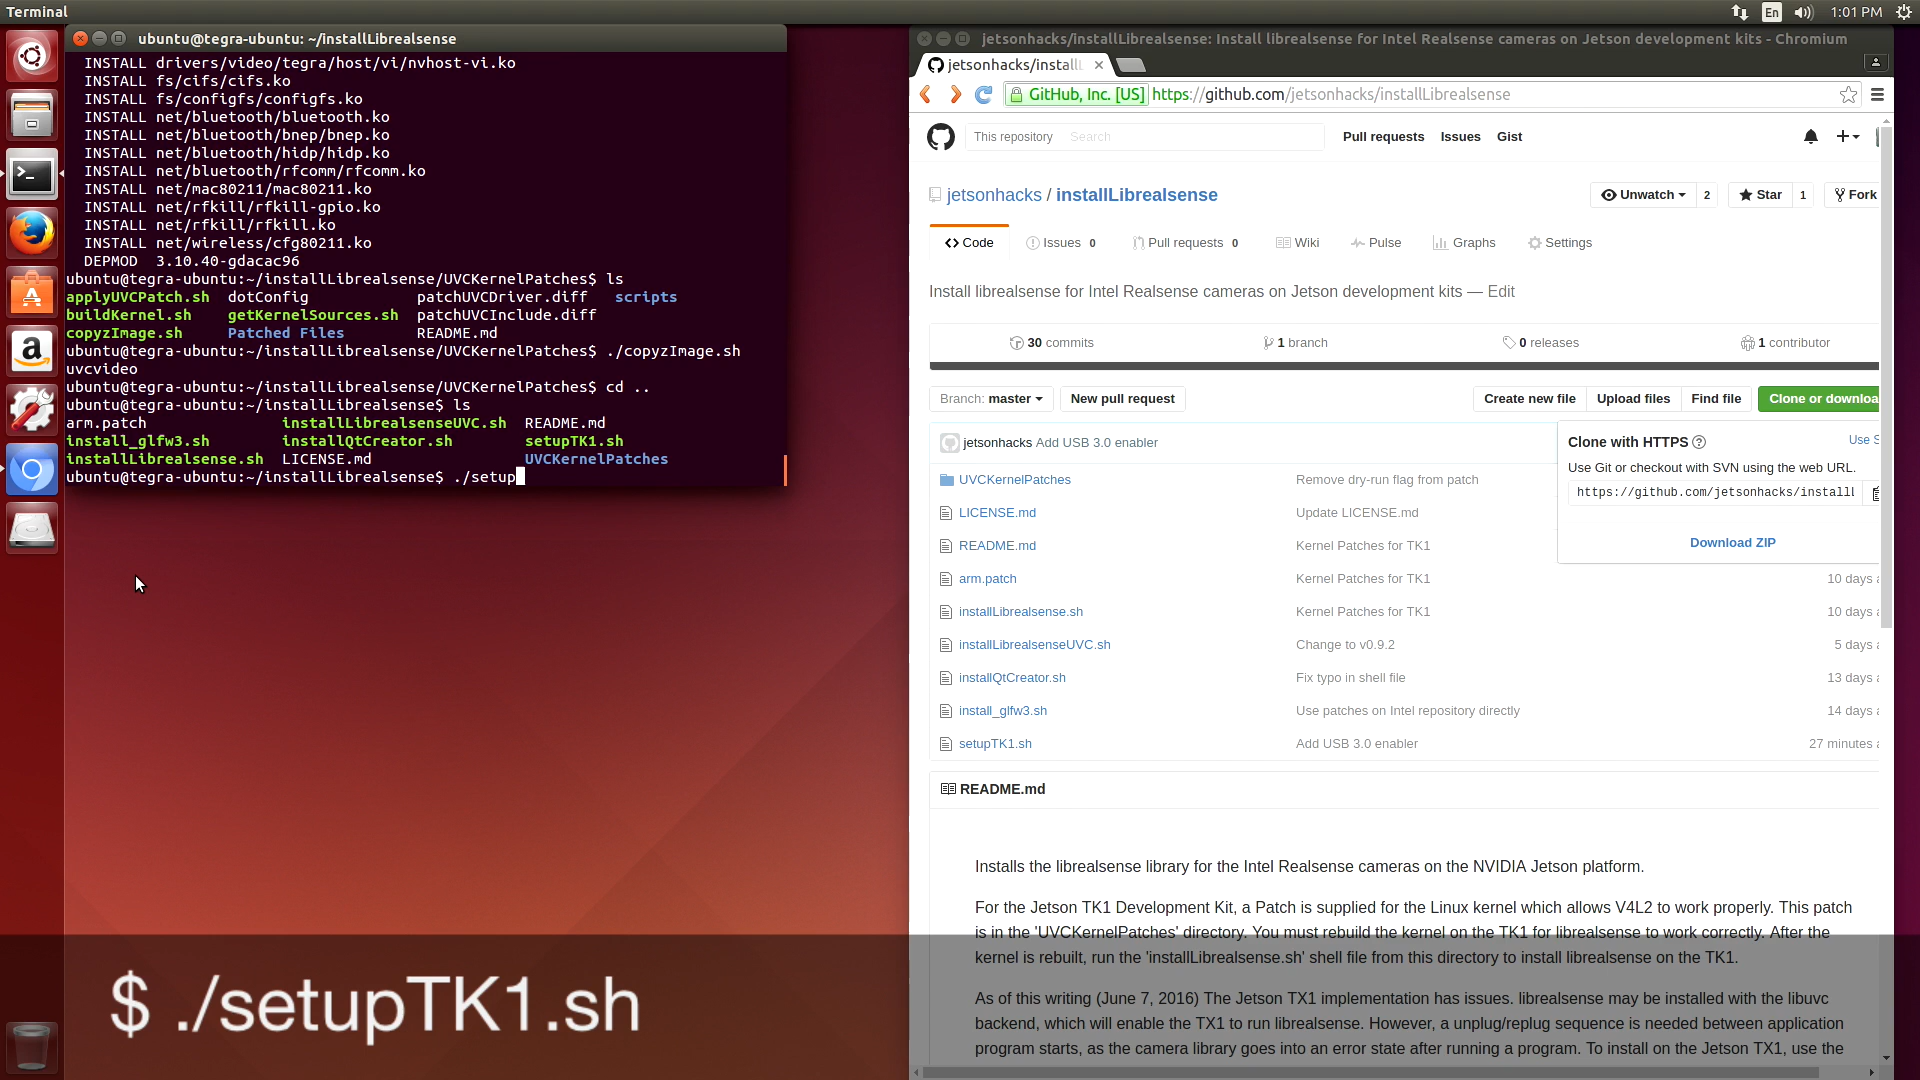 Terminal
En
1:01 PM
ubuntu@tegra-ubuntu: ~/installLibrealsense
INSTALL drivers/video/tegra/host/vi/nvhost-vi.ko
INSTALL fs/cifs/cifs.ko
INSTALL fs/configfs/configfs.ko
INSTALL net/bluetooth/bluetooth.ko
INSTALL net/bluetooth/bnep/bnep.ko
INSTALL net/bluetooth/hidp/hidp.ko
INSTALL net/bluetooth/rfcomm/rfcomm.ko
INSTALL net/mac80211/mac80211.ko
INSTALL net/rfkill/rfkill-gpio.ko
INSTALL net/rfkill/rfkill.ko
INSTALL net/wireless/cfg80211.ko
DEPMOD 3.10.40-gdacac96
ubuntu@tegra-ubuntu:~/installLibrealsense/UVCKernelPatches$ ls
applyUVCPatch.sh dotConfig patchUVCDriver.diff scripts
buildKernel.sh getKernelSources.sh patchUVCInclude.diff
copyzImage.sh Patched Files README.md
ubuntu@tegra-ubuntu:~/installLibrealsense/UVCKernelPatches$ ./copyzImage.sh
uvcvideo
ubuntu@tegra-ubuntu:~/installLibrealsense/UVCKernelPatches$ cd ..
ubuntu@tegra-ubuntu:~/installLibrealsense$ ls
arm.patch installLibrealsenseUVC.sh README.md
install_glfw3.sh installQtCreator.sh setupTK1.sh
installLibrealsense.sh LICENSE.md UVCKernelPatches
ubuntu@tegra-ubuntu:~/installLibrealsense$ ./setup
$ ./setupTK1.sh
jetsonhacks/installLibrealsense: Install librealsense for Intel Realsense cameras on Jetson development kits - Chromium
jetsonhacks/install
GitHub, Inc. [US] https://github.com/jetsonhacks/installLibrealsense
This repository Search Pull requests Issues Gist
jetsonhacks / installLibrealsense
Unwatch 2 Star 1 Fork
Code Issues 0 Pull requests 0 Wiki Pulse Graphs Settings
Install librealsense for Intel Realsense cameras on Jetson development kits — Edit
30 commits 1 branch 0 releases 1 contributor
Branch: master New pull request Create new file Upload files Find file Clone or downloa
jetsonhacks Add USB 3.0 enabler
Clone with HTTPS Use S
Use Git or checkout with SVN using the web URL.
https://github.com/jetsonhacks/installL
Download ZIP
UVCKernelPatches Remove dry-run flag from patch
LICENSE.md Update LICENSE.md
README.md Kernel Patches for TK1
arm.patch Kernel Patches for TK1 10 days a
installLibrealsense.sh Kernel Patches for TK1 10 days a
installLibrealsenseUVC.sh Change to v0.9.2 5 days a
installQtCreator.sh Fix typo in shell file 13 days a
install_glfw3.sh Use patches on Intel repository directly 14 days a
setupTK1.sh Add USB 3.0 enabler 27 minutes a
README.md
Installs the librealsense library for the Intel Realsense cameras on the NVIDIA Jetson platform.
For the Jetson TK1 Development Kit, a Patch is supplied for the Linux kernel which allows V4L2 to work properly. This patch
is in the 'UVCKernelPatches' directory. You must rebuild the kernel on the TK1 for librealsense to work correctly. After the
kernel is rebuilt, run the 'installLibrealsense.sh' shell file from this directory to install librealsense on the TK1.
As of this writing (June 7, 2016) The Jetson TX1 implementation has issues. librealsense may be installed with the libuvc
backend, which will enable the TX1 to run librealsense. However, a unplug/replug sequence is needed between application
program starts, as the camera library goes into an error state after running a program. To install on the Jetson TX1, use the